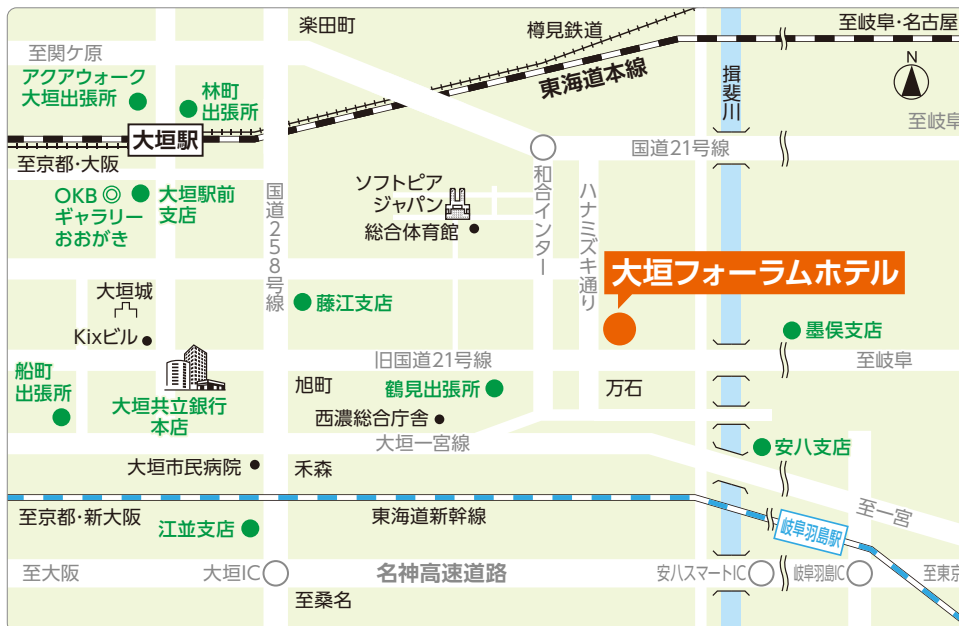 楽田町
樽見鉄道
至岐阜・名古屋
至関ケ原
アクアウォーク
大垣出張所
林町
出張所
東海道本線
揖斐川
N
至岐阜
大垣駅
至京都・大阪
国道21号線
OKB ◎
ギャラリー
おおがき
大垣駅前
支店
国道258号線
ソフトピア
ジャパン
総合体育館
和合インター
ハナミズキ通り
大垣フォーラムホテル
大垣城
Kixビル
藤江支店
墨俣支店
旧国道21号線
至岐阜
船町
出張所
大垣共立銀行
本店
旭町
鶴見出張所
万石
西濃総合庁舎
大垣一宮線
安八支店
大垣市民病院
禾森
至京都・新大阪
江並支店
東海道新幹線
岐阜羽島駅
至一宮
至大阪
大垣IC
名神高速道路
安八スマートIC
岐阜羽島IC
至東京
至桑名